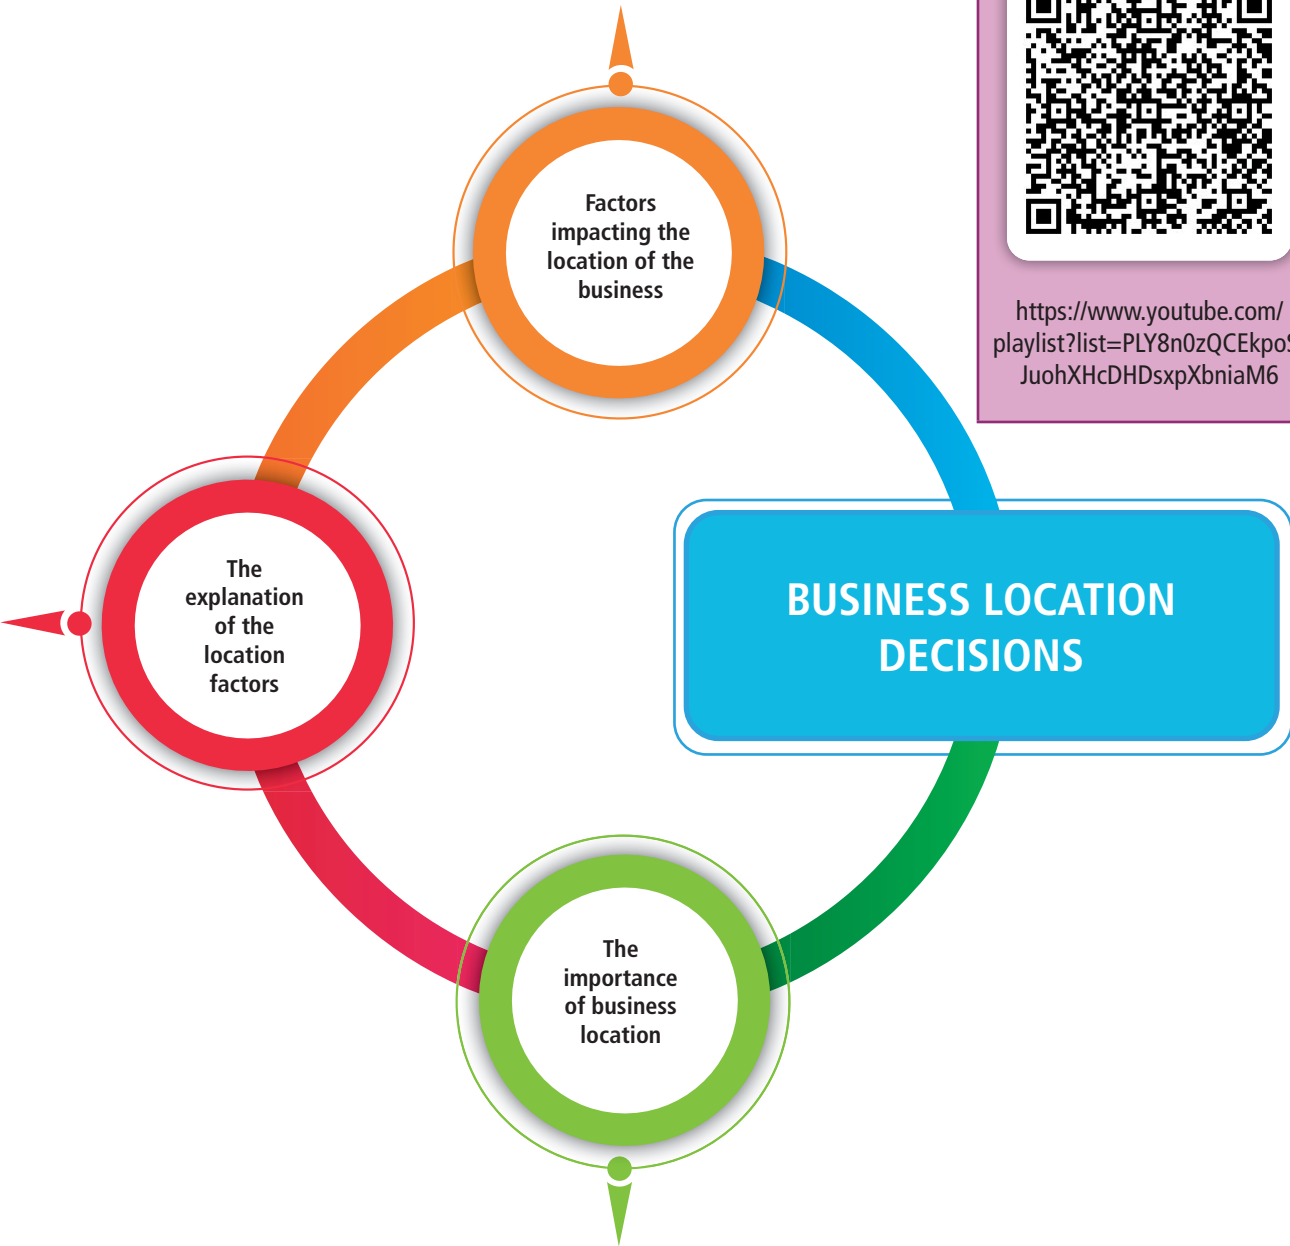 Factors
impacting the
location of the
business
https://www.youtube.com/
playlist?list=PLY8n0zQCEkpoS
JuohXHcDHDsxpXbniaM6
The
explanation
of the
location
factors
BUSINESS LOCATION
DECISIONS
The
importance
of business
location